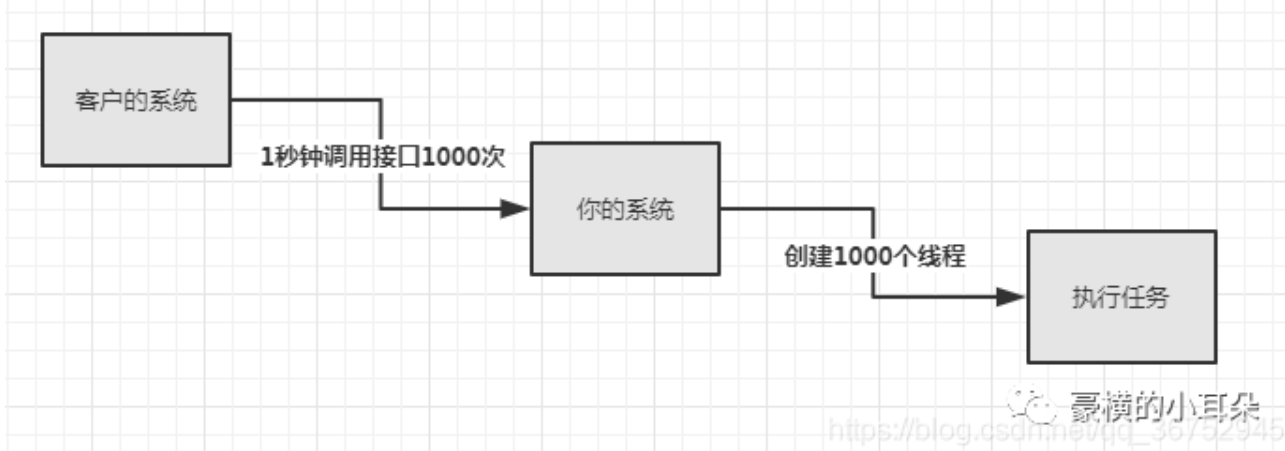 客户的系统
1秒钟调用接口1000次
你的系统
创建1000个线程
执行任务
豪横的小耳朵
https://blog.csdn.net/qq_36752945